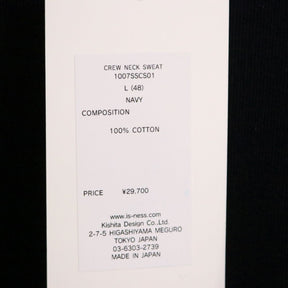 CREW NECK SWEAT
1007SSCS01
L (48)
NAVY
COMPOSITION
100% COTTON
PRICE ¥29.700
www.is-ness.com
Kishita Design Co.,Ltd.
2-7-5 HIGASHIYAMA MEGURO
TOKYO JAPAN
03-6303-2739
MADE IN JAPAN